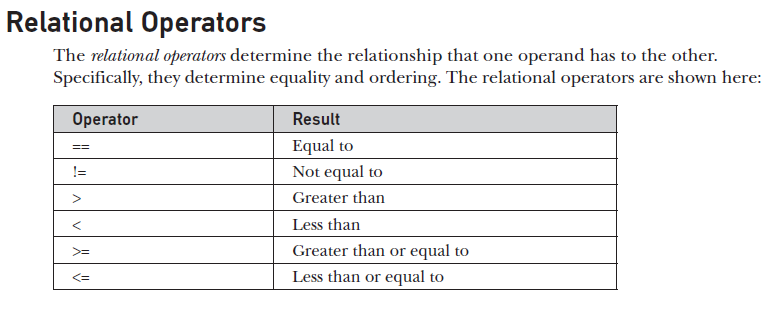 Relational Operators
The relational operators determine the relationship that one operand has to the other.
Specifically, they determine equality and ordering. The relational operators are shown here:
Operator Result
== Equal to
!= Not equal to
> Greater than
< Less than
>= Greater than or equal to
<= Less than or equal to